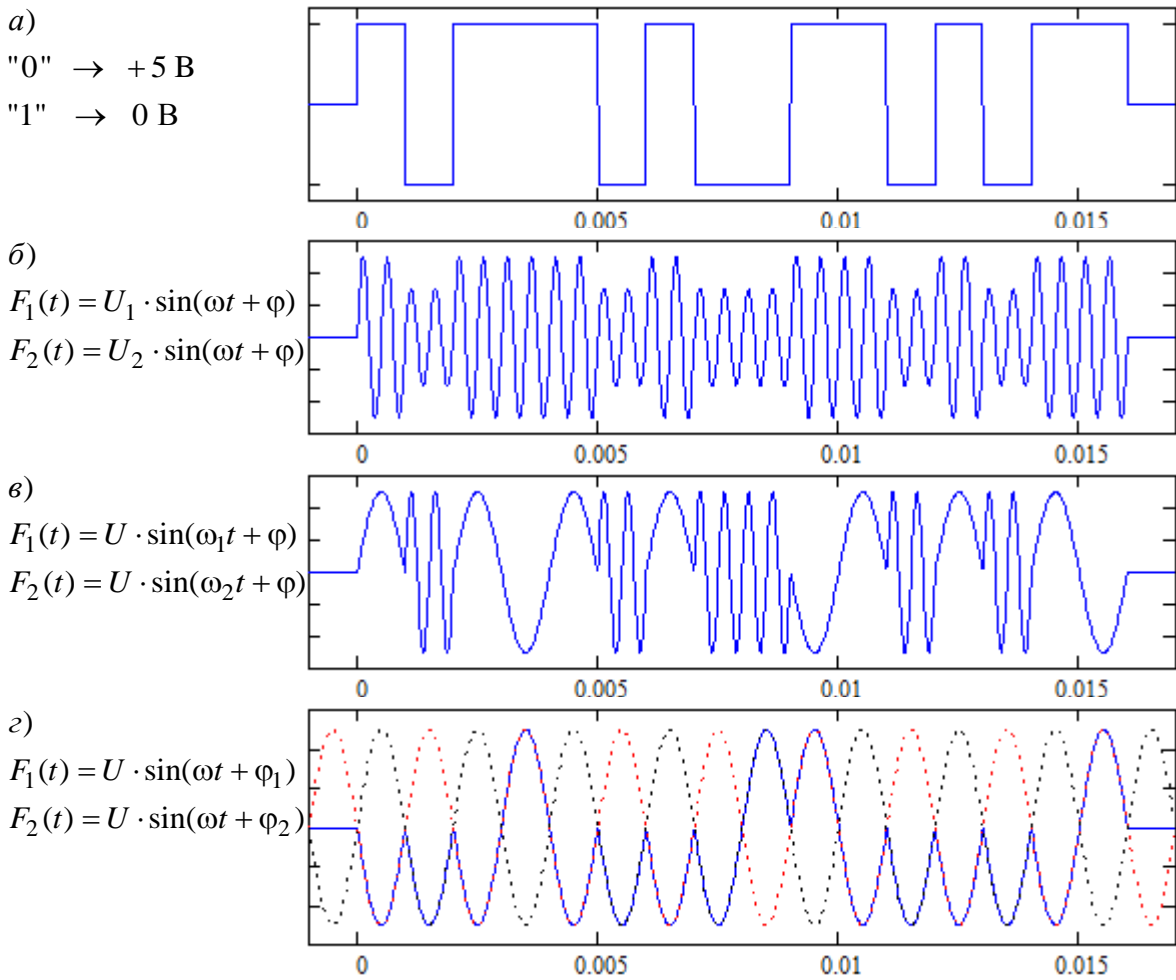 а)
"0" → + 5 В
"1" → 0 В
0 0.005 0.01 0.015
б)
F₁(t) = U₁ · sin(ωt + φ)
F₂(t) = U₂ · sin(ωt + φ)
0 0.005 0.01 0.015
в)
F₁(t) = U · sin(ω₁t + φ)
F₂(t) = U · sin(ω₂t + φ)
0 0.005 0.01 0.015
г)
F₁(t) = U · sin(ωt + φ₁)
F₂(t) = U · sin(ωt + φ₂)
0 0.005 0.01 0.015